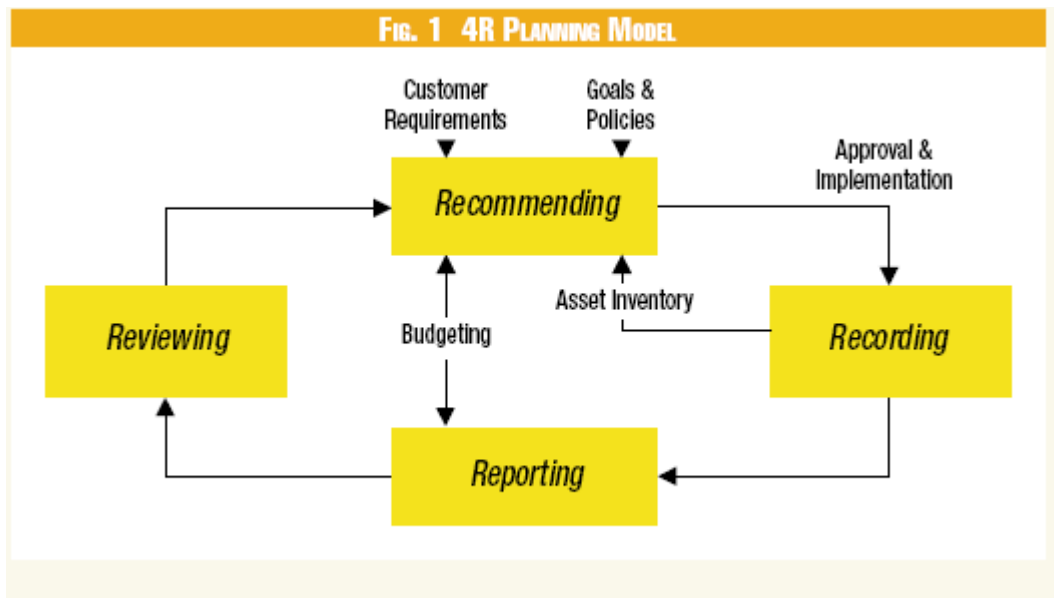 FIG. 1 4R PLANNING MODEL
Customer
Requirements
Goals &
Policies
Approval &
Implementation
Recommending
Asset Inventory
Reviewing
Budgeting
Recording
Reporting